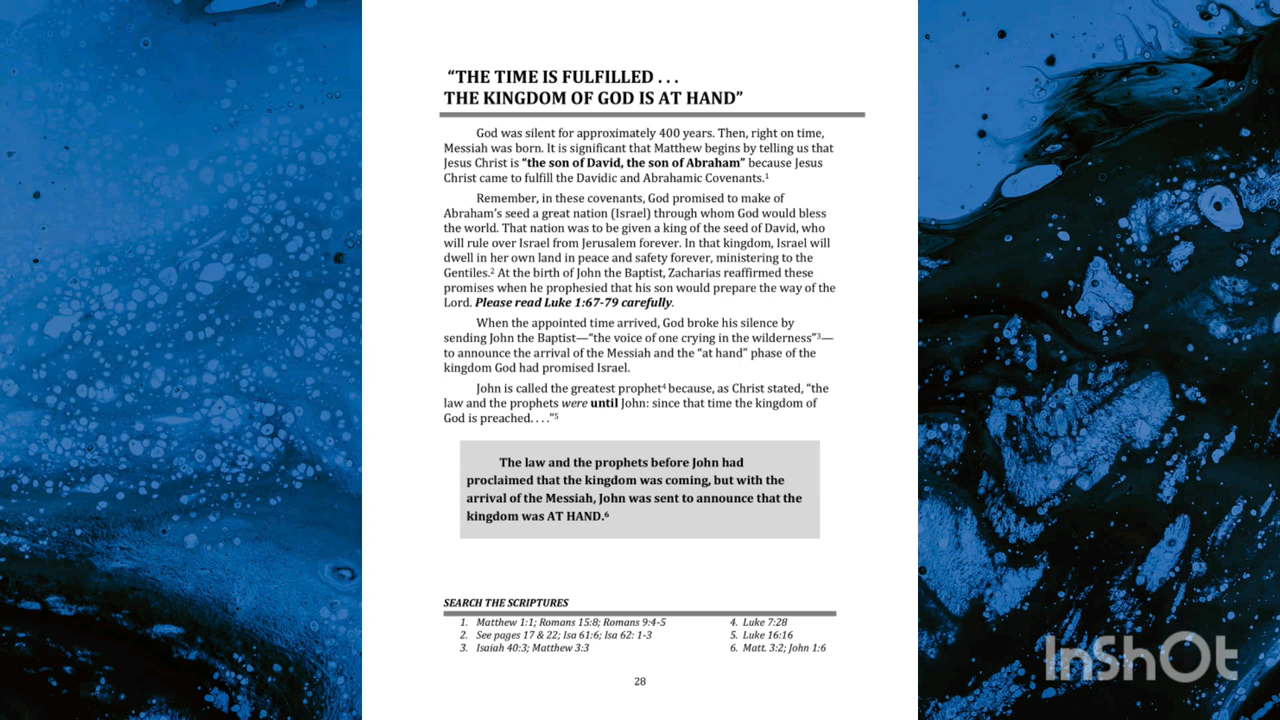 “THE TIME IS FULFILLED . . .
THE KINGDOM OF GOD IS AT HAND”
God was silent for approximately 400 years. Then, right on time,
Messiah was born. It is significant that Matthew begins by telling us that
Jesus Christ is “the son of David, the son of Abraham” because Jesus
Christ came to fulfill the Davidic and Abrahamic Covenants.¹
Remember, in these covenants, God promised to make of
Abraham’s seed a great nation (Israel) through whom God would bless
the world. That nation was to be given a king of the seed of David, who
will rule over Israel from Jerusalem forever. In that kingdom, Israel will
dwell in her own land in peace and safety forever, ministering to the
Gentiles.² At the birth of John the Baptist, Zacharias reaffirmed these
promises when he prophesied that his son would prepare the way of the
Lord. Please read Luke 1:67-79 carefully.
When the appointed time arrived, God broke his silence by
sending John the Baptist—“the voice of one crying in the wilderness”³—
to announce the arrival of the Messiah and the “at hand” phase of the
kingdom God had promised Israel.
John is called the greatest prophet⁴ because, as Christ stated, “the
law and the prophets were until John: since that time the kingdom of
God is preached. . . .”⁵
The law and the prophets before John had
proclaimed that the kingdom was coming, but with the
arrival of the Messiah, John was sent to announce that the
kingdom was AT HAND.⁶
SEARCH THE SCRIPTURES
1. Matthew 1:1; Romans 15:8; Romans 9:4-5
2. See pages 17 & 22; Isa 61:6; Isa 62: 1-3
3. Isaiah 40:3; Matthew 3:3
4. Luke 7:28
5. Luke 16:16
6. Matt. 3:2; John 1:6
28
InShOt